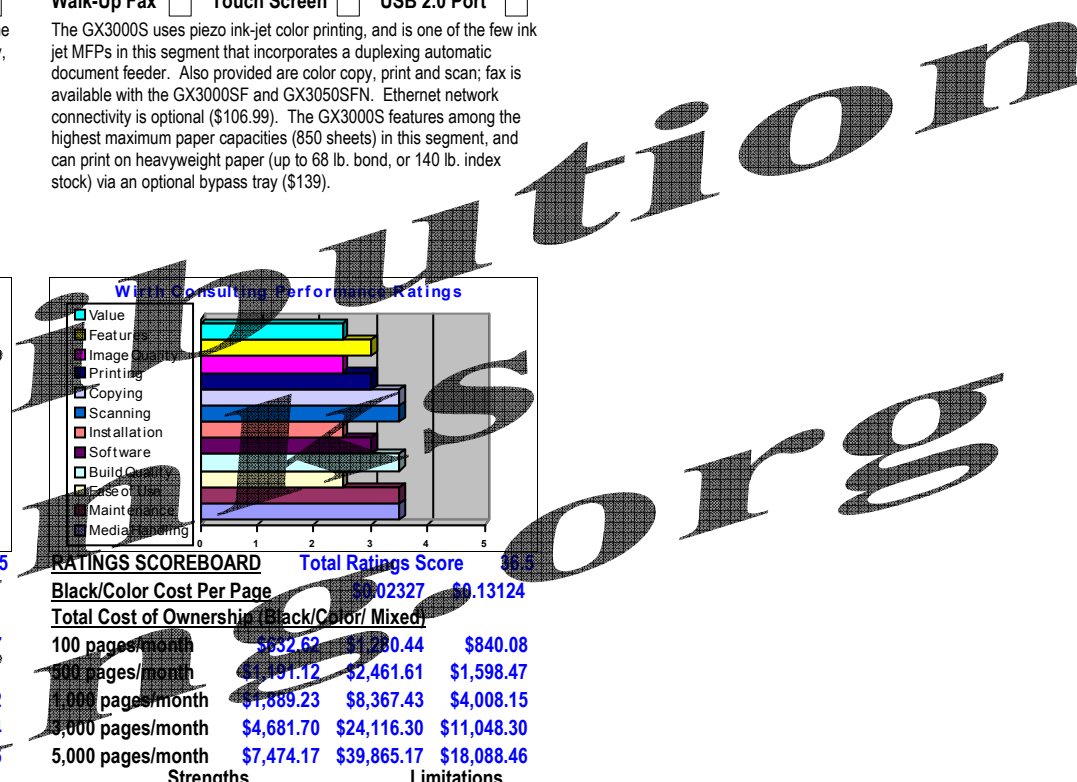 Walk-Up Fax Touch Screen USB 2.0 Port
The GX3000S uses piezo ink-jet color printing, and is one of the few ink
jet MFPs in this segment that incorporates a duplexing automatic
document feeder. Also provided are color copy, print and scan; fax is
available with the GX3000SF and GX3050SFN. Ethernet network
connectivity is optional ($106.99). The GX3000S features among the
highest maximum paper capacities (850 sheets) in this segment, and
can print on heavyweight paper (up to 68 lb. bond, or 140 lb. index
stock) via an optional bypass tray ($139).
Wirth Consulting Performance Ratings
Value
Features
Image Quality
Printing
Copying
Scanning
Installation
Software
Build Quality
Ease of Use
Maintenance
Media Handling
0 1 2 3 4 5
RATINGS SCOREBOARD Total Ratings Score 36.5
Black/Color Cost Per Page $0.02327 $0.13124
Total Cost of Ownership (Black/Color/ Mixed)
100 pages/month $632.62 $1,280.44 $840.08
500 pages/month $1,191.12 $2,461.61 $1,598.47
1,000 pages/month $1,889.23 $8,367.43 $4,008.15
3,000 pages/month $4,681.70 $24,116.30 $11,048.30
5,000 pages/month $7,474.17 $39,865.17 $18,088.46
Strengths Limitations
ibution
nks
ng.org